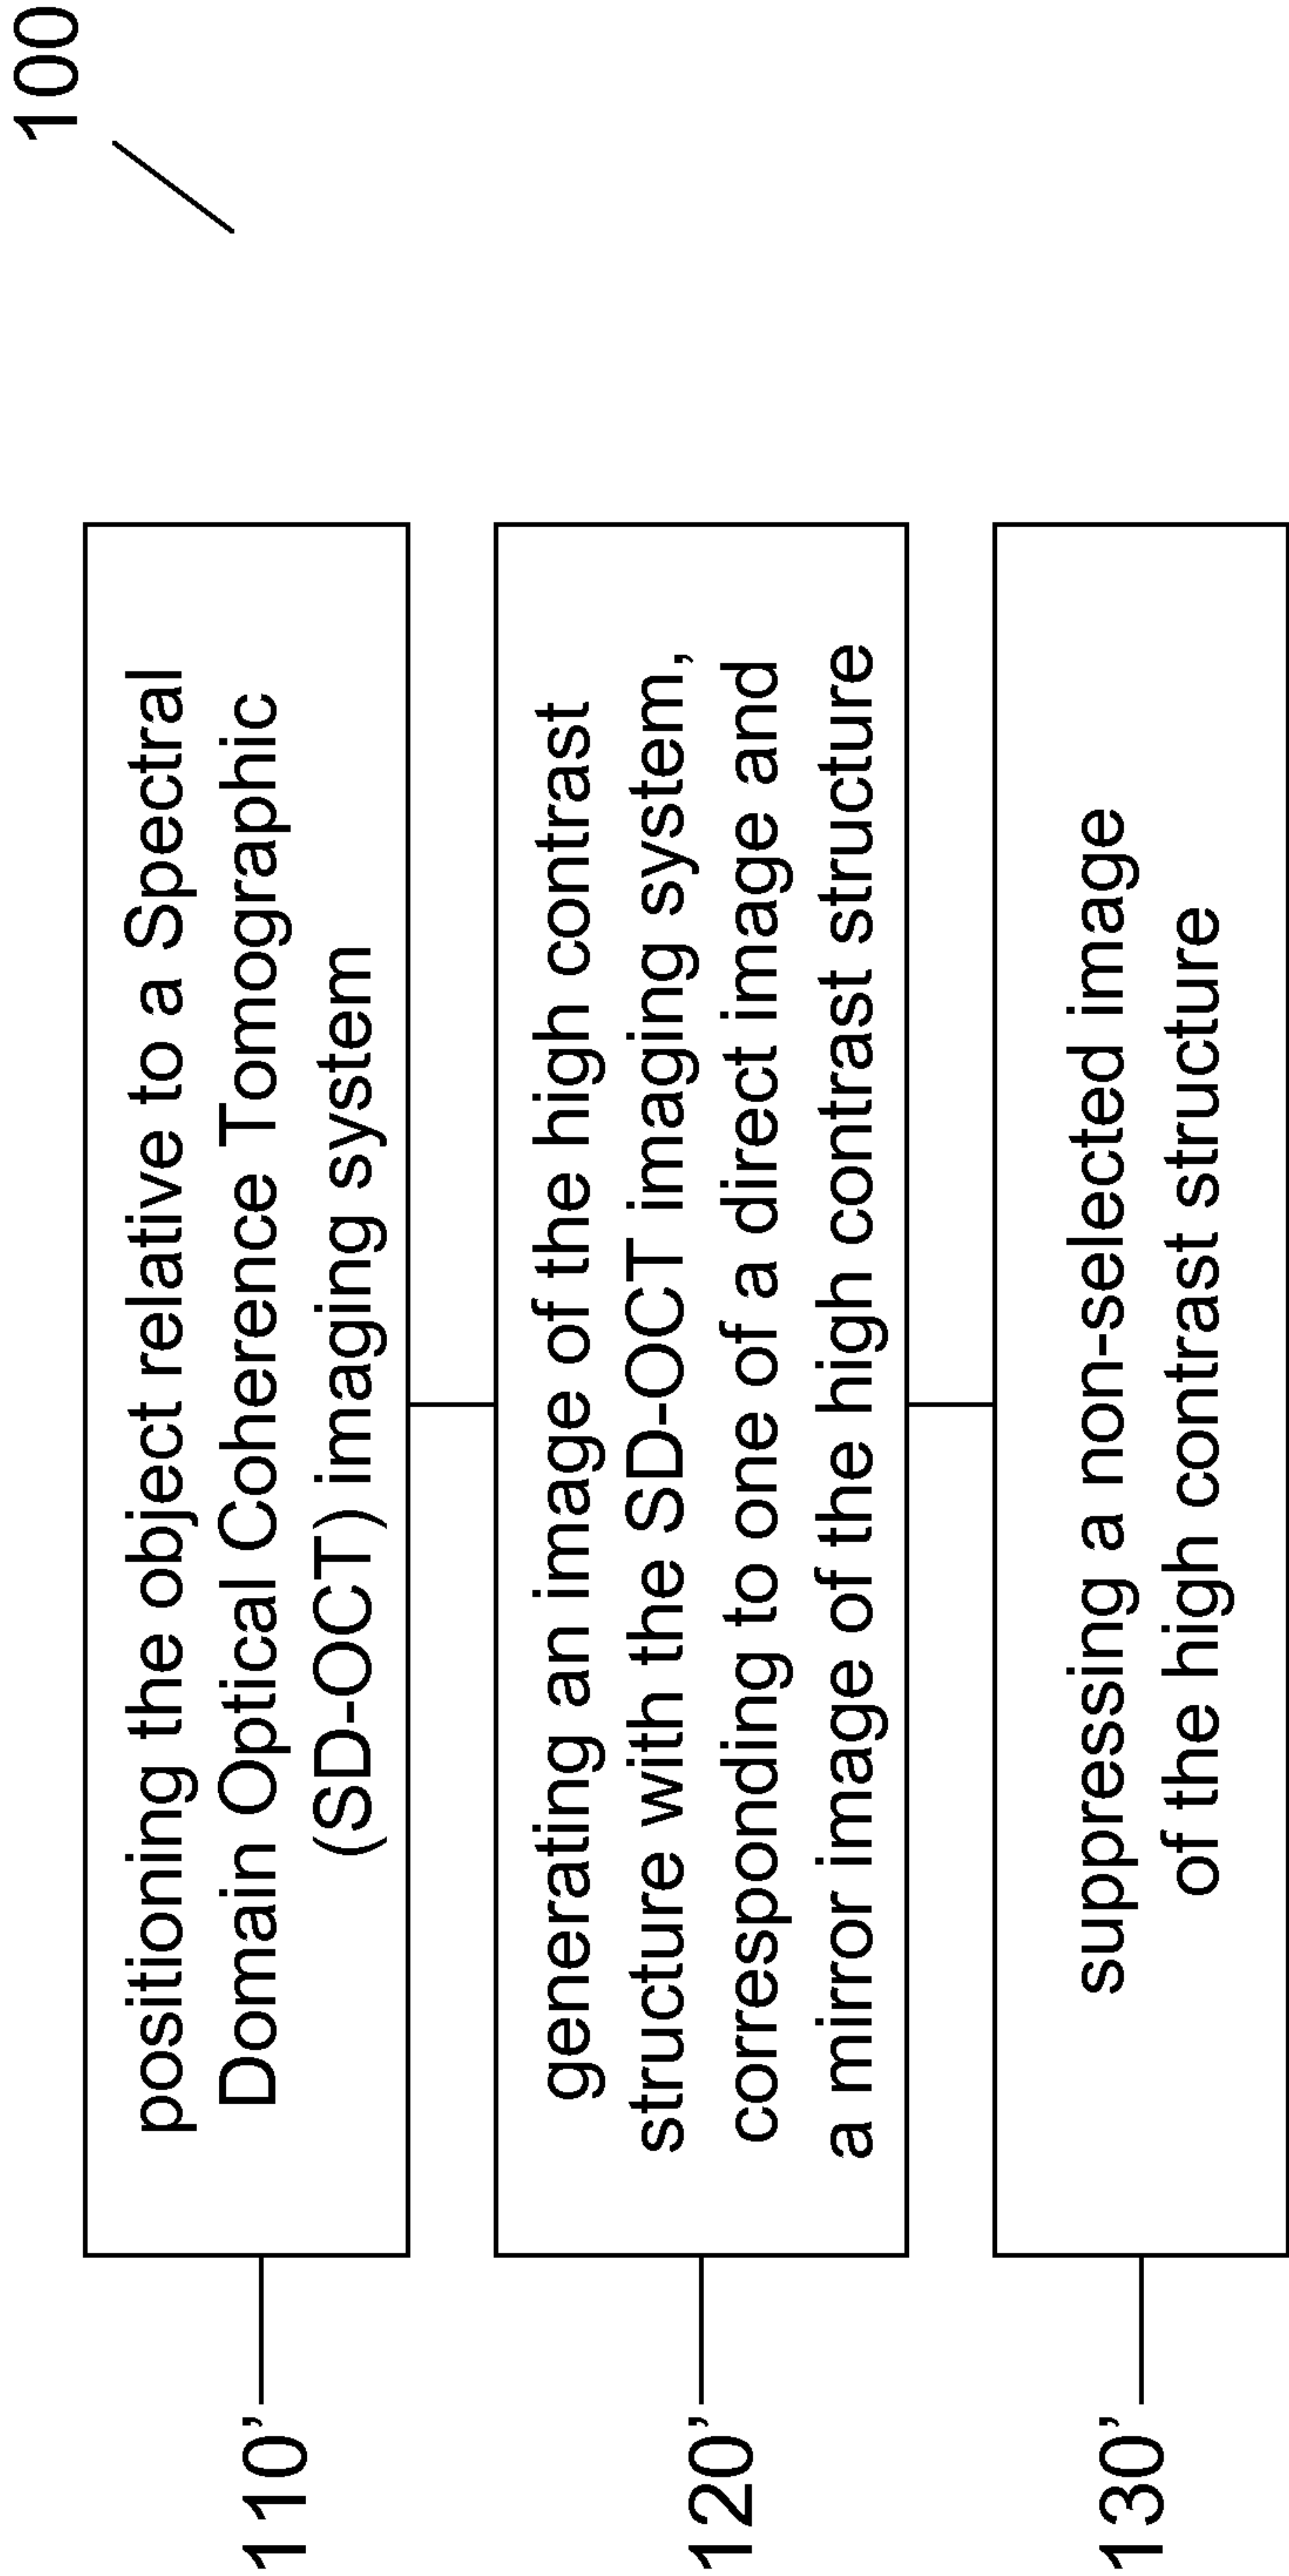 100
110’
positioning the object relative to a Spectral
Domain Optical Coherence Tomographic
(SD-OCT) imaging system
120’
generating an image of the high contrast
structure with the SD-OCT imaging system,
corresponding to one of a direct image and
a mirror image of the high contrast structure
130’
suppressing a non-selected image
of the high contrast structure